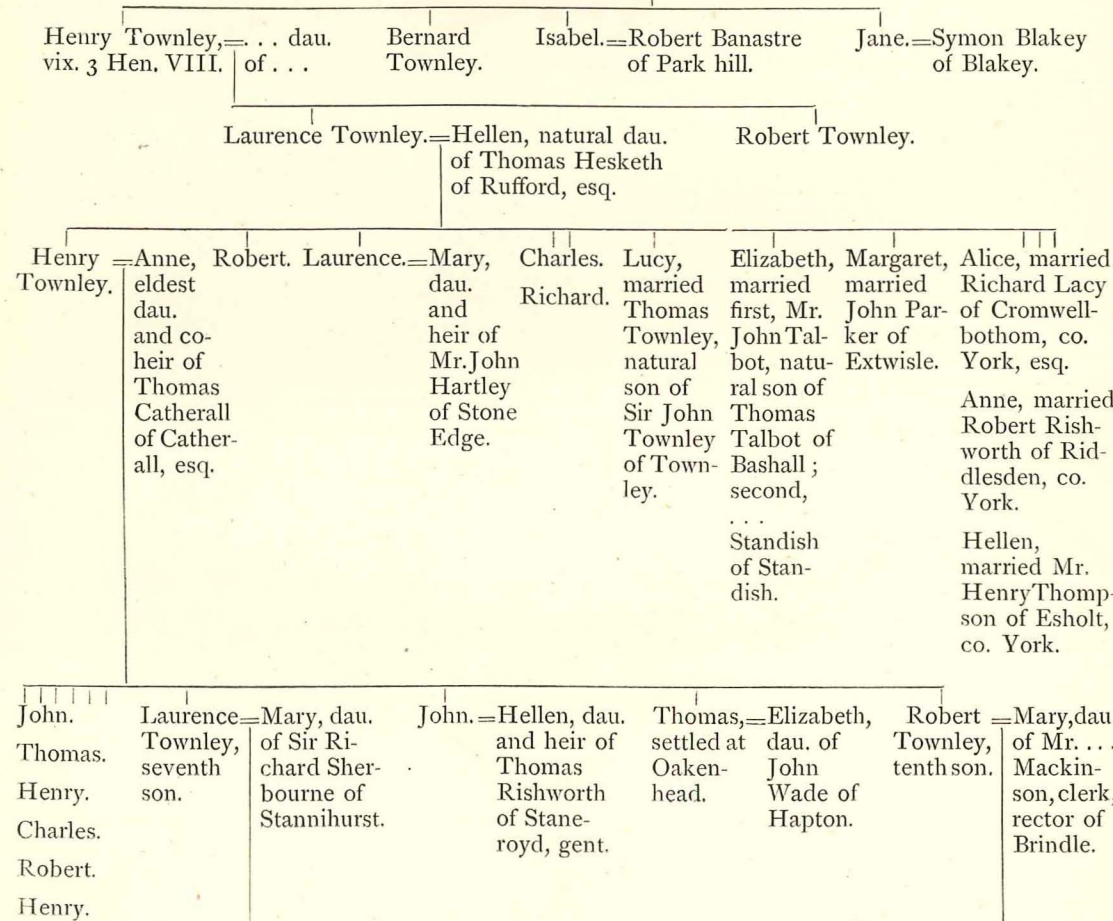 Henry Townley,=. . . dau.
vix. 3 Hen. VIII. of . . .
Bernard
Townley.
Isabel.=Robert Banastre
of Park hill.
Jane.=Symon Blakey
of Blakey.
Laurence Townley.=Hellen, natural dau.
of Thomas Hesketh
of Rufford, esq.
Robert Townley.
Henry
Townley.
=Anne,
eldest
dau.
and co-
heir of
Thomas
Catherall
of Cather-
all, esq.
Robert.
Laurence.=Mary,
dau.
and
heir of
Mr. John
Hartley
of Stone
Edge.
Charles.
Richard.
Lucy,
married
Thomas
Townley,
natural
son of
Sir John
Townley
of Town-
ley.
Elizabeth,
married
first, Mr.
John Tal-
bot, natu-
ral son of
Thomas
Talbot of
Bashall ;
second,
. . .
Standish
of Stan-
dish.
Margaret,
married
John Par-
ker of
Extwisle.
Alice, married
Richard Lacy
of Cromwell-
bothom, co.
York, esq.
Anne, married
Robert Rish-
worth of Rid-
dlesden, co.
York.
Hellen,
married Mr.
Henry Thomp-
son of Esholt,
co. York.
John.
Thomas.
Henry.
Charles.
Robert.
Henry.
Laurence
Townley,
seventh
son.
=Mary, dau.
of Sir Ri-
chard Sher-
bourne of
Stannihurst.
John.=Hellen, dau.
and heir of
Thomas
Rishworth
of Stane-
royd, gent.
Thomas,
settled at
Oaken-
head.
=Elizabeth,
dau. of
John
Wade of
Hapton.
Robert
Townley,
tenth son.
=Mary, dau.
of Mr. . . .
Mackin-
son, clerk,
rector of
Brindle.